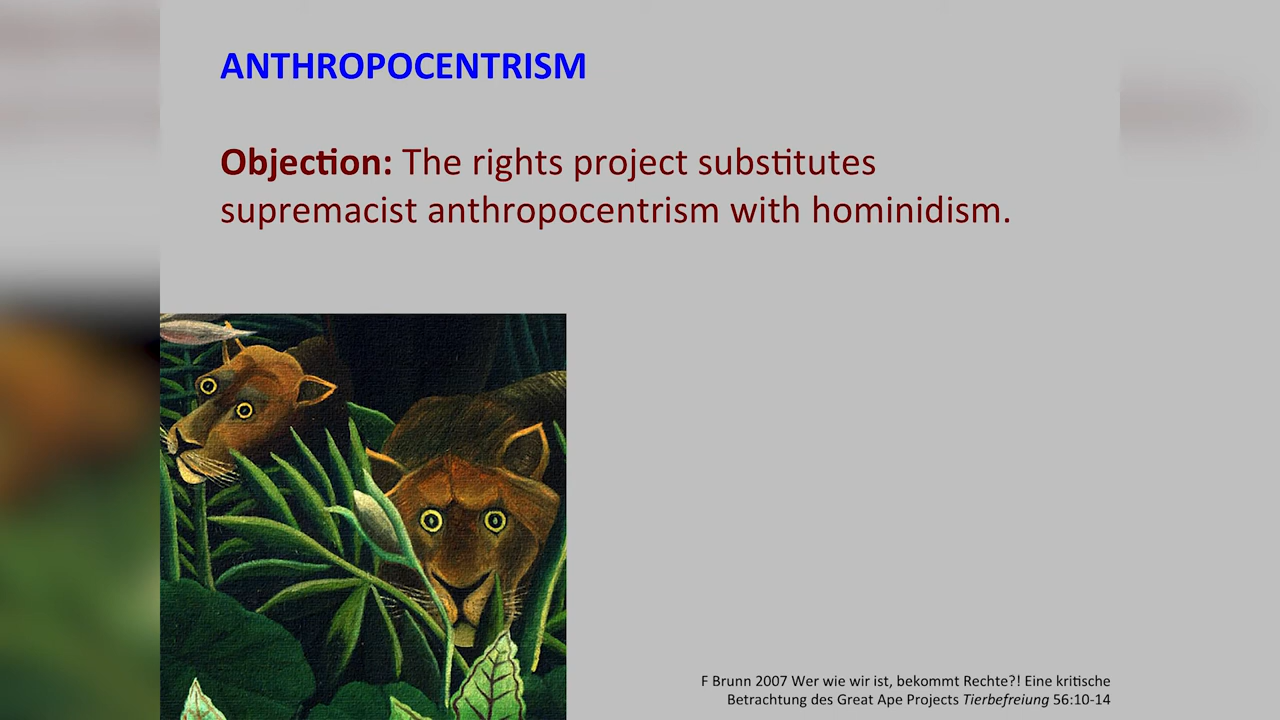 ANTHROPOCENTRISM
Objection: The rights project substitutes
supremacist anthropocentrism with hominidism.
F Brunn 2007 Wer wie wir ist, bekommt Rechte?! Eine kritische
Betrachtung des Great Ape Projects Tierbefreiung 56:10-14